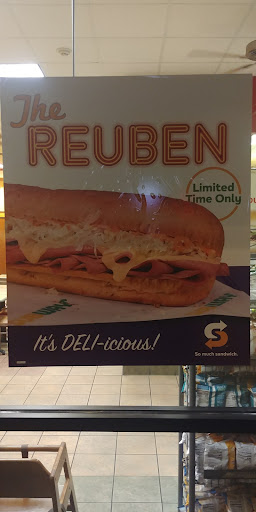 The
REUBEN
Limited
Time Only
It's DELI-icious!
So much sandwich.